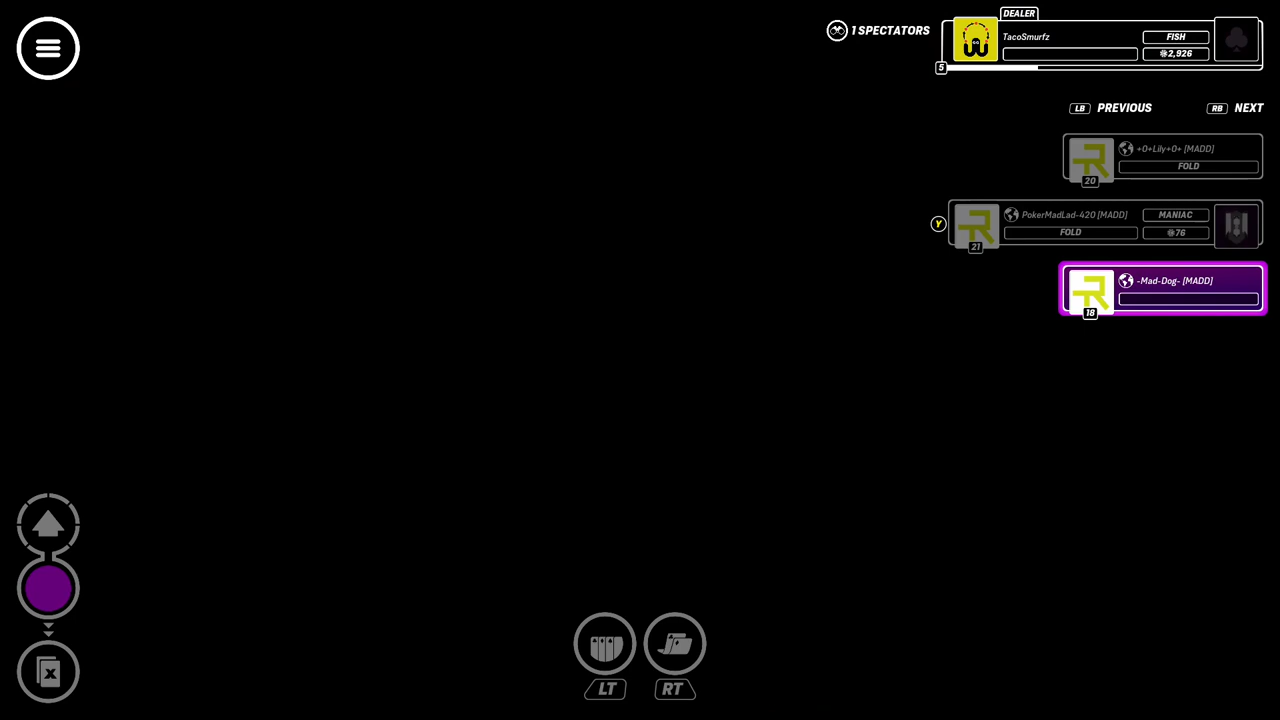 DEALER
1 SPECTATORS
TacoSmurfz
FISH
2,926
5
LB PREVIOUS
RB NEXT
+0+Lily+0+ [MADD]
FOLD
20
Y
PokerMadLad-420 [MADD]
MANIAC
FOLD
76
21
-Mad-Dog- [MADD]
18
X
LT
RT